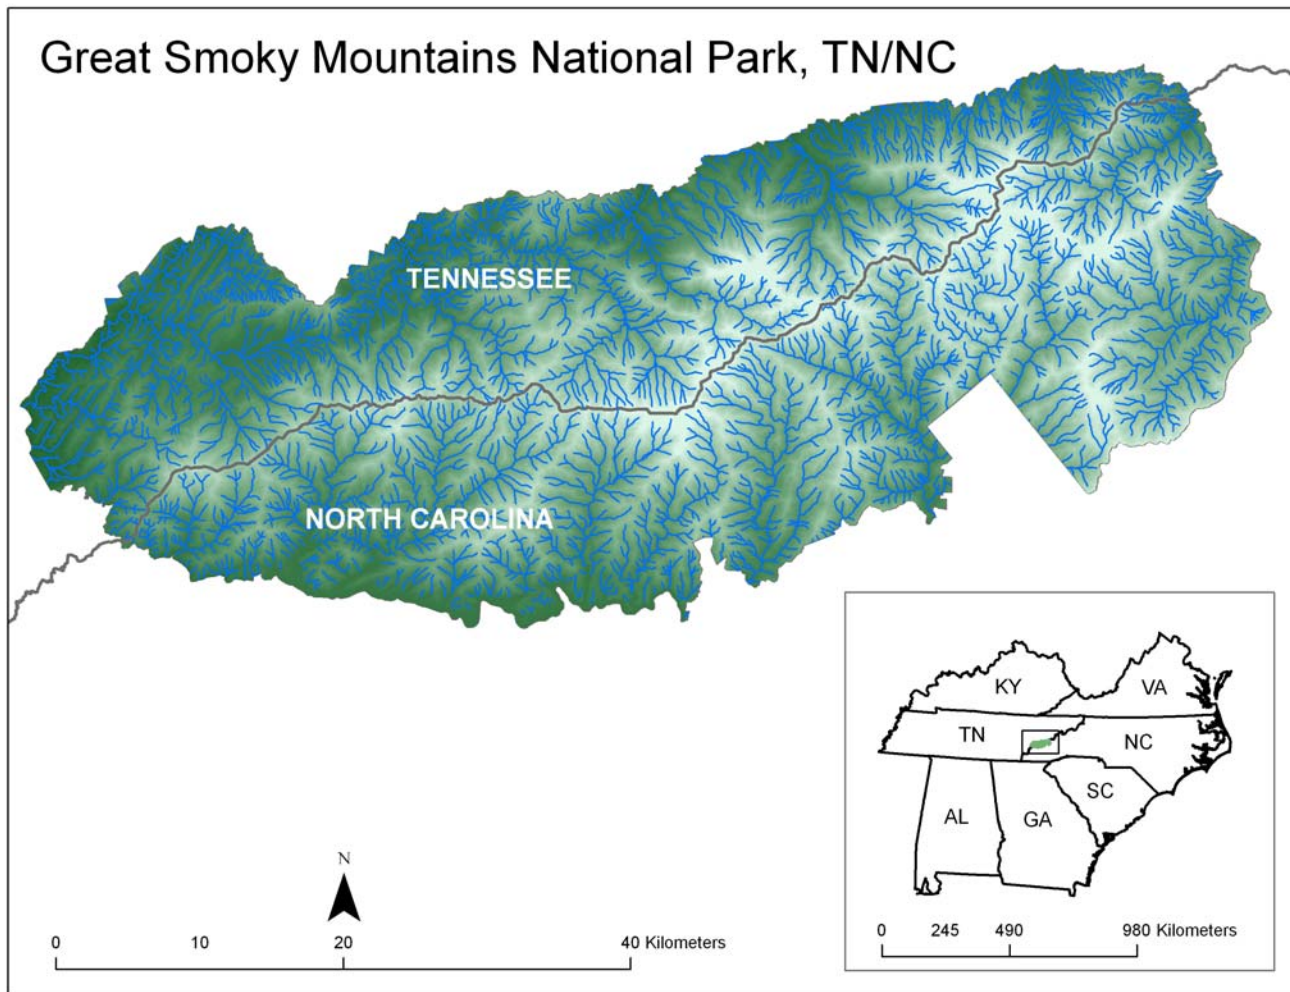 Great Smoky Mountains National Park, TN/NC
TENNESSEE
NORTH CAROLINA
KY
VA
TN
NC
SC
AL
GA
N
0 10 20 40 Kilometers
0 245 490 980 Kilometers